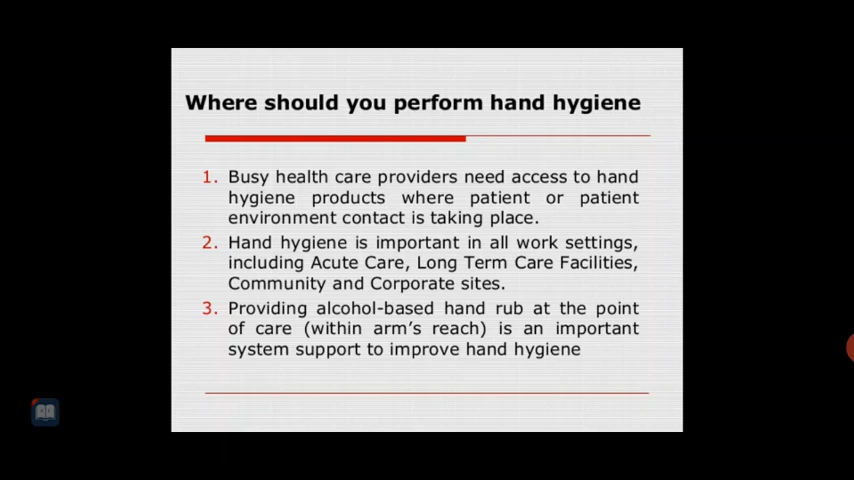 Where should you perform hand hygiene
1. Busy health care providers need access to hand
hygiene products where patient or patient
environment contact is taking place.
2. Hand hygiene is important in all work settings,
including Acute Care, Long Term Care Facilities,
Community and Corporate sites.
3. Providing alcohol-based hand rub at the point
of care (within arm's reach) is an important
system support to improve hand hygiene